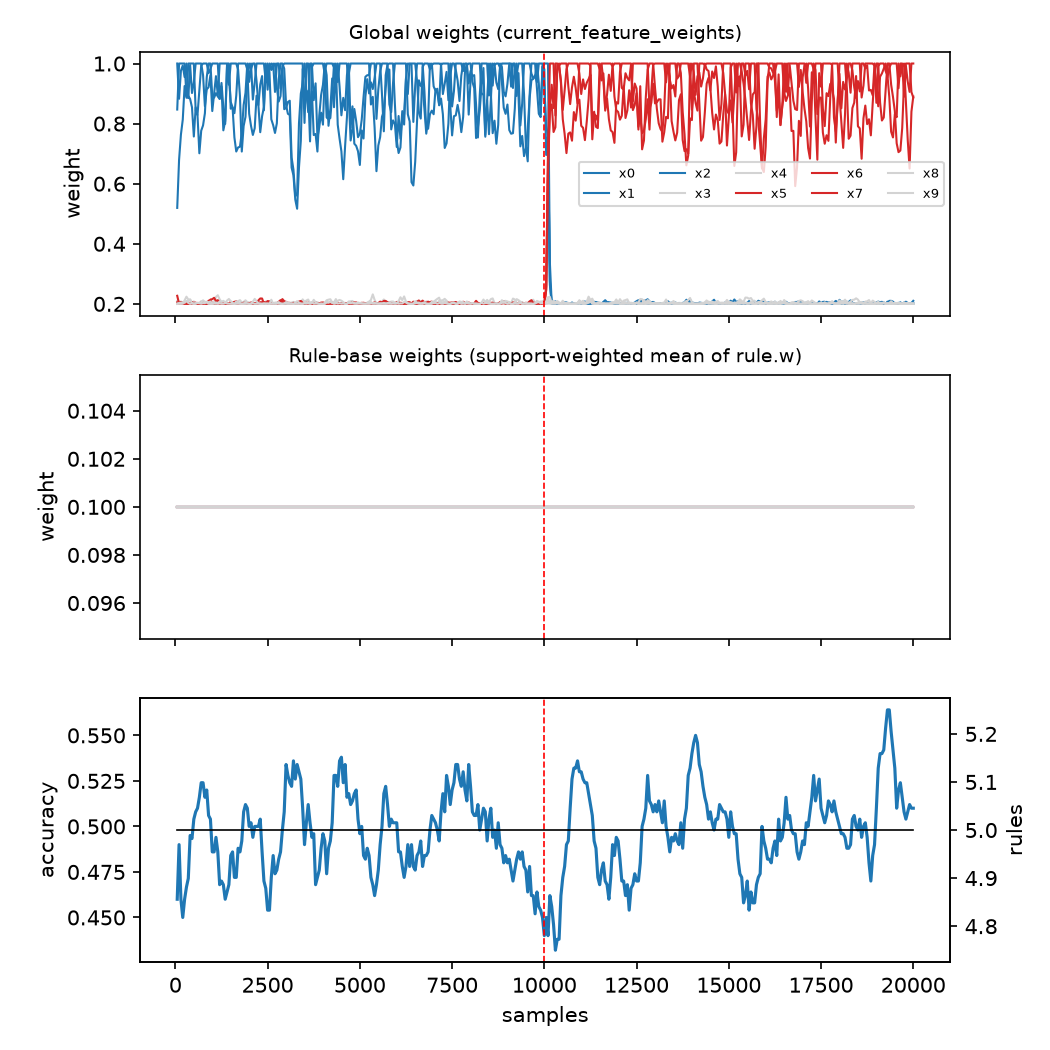 Global weights (current_feature_weights)
1.0
0.8
0.6
0.4
0.2
weight
x0 x2 x4 x6 x8
x1 x3 x5 x7 x9
Rule-base weights (support-weighted mean of rule.w)
0.104
0.102
0.100
0.098
0.096
weight
0.550
0.525
0.500
0.475
0.450
accuracy
5.2
5.1
5.0
4.9
4.8
rules
0 2500 5000 7500 10000 12500 15000 17500 20000
samples